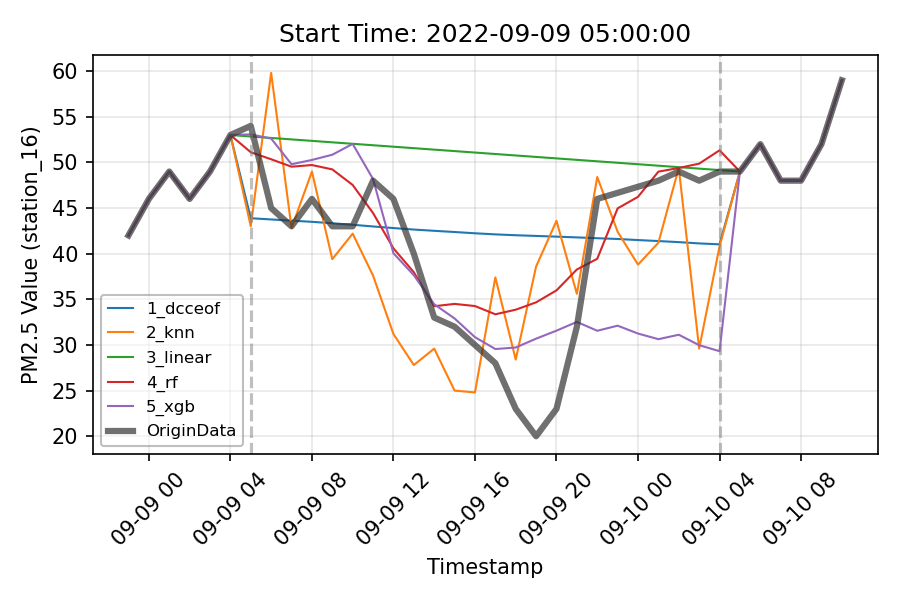 Start Time: 2022-09-09 05:00:00
PM2.5 Value (station_16)
60
55
50
45
40
35
30
25
20
1_dcceof
2_knn
3_linear
4_rf
5_xgb
OriginData
09-09 00
09-09 04
09-09 08
09-09 12
09-09 16
09-09 20
09-10 00
09-10 04
09-10 08
Timestamp